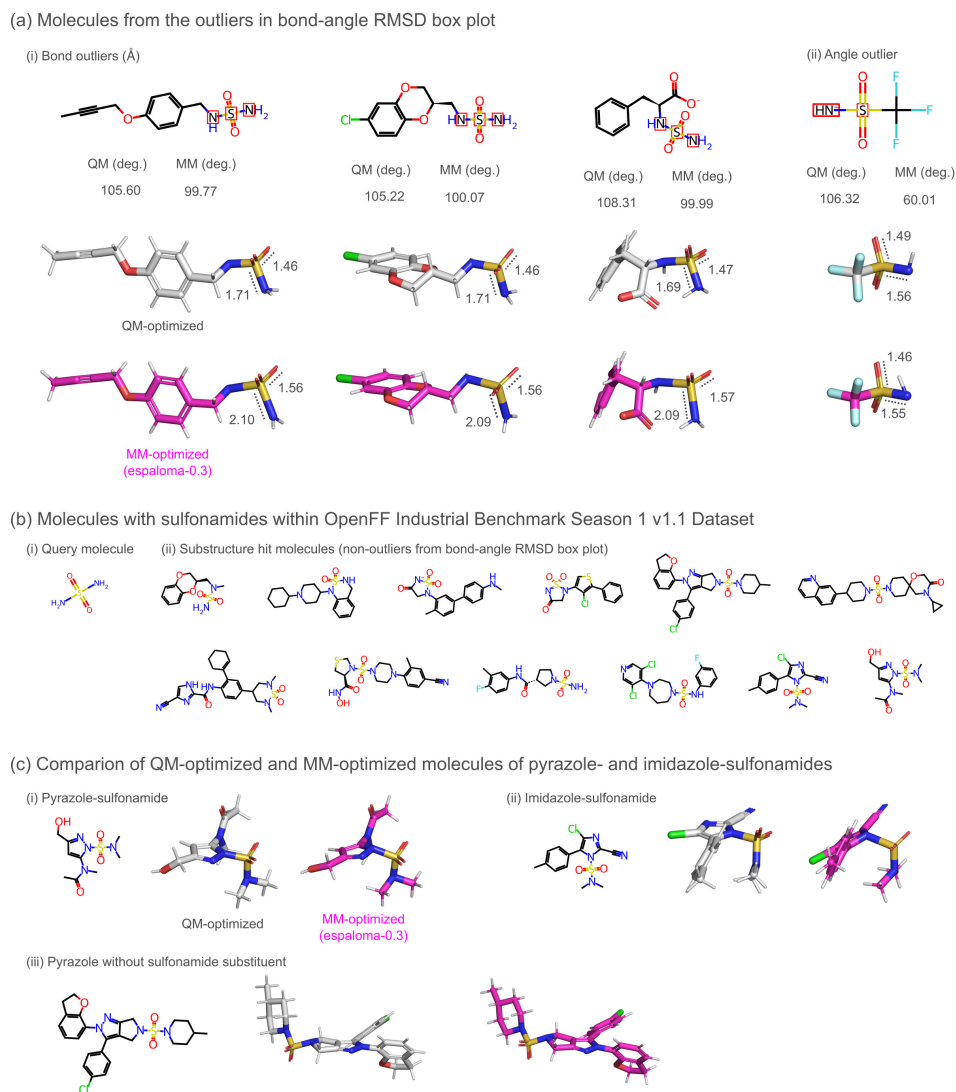 (a) Molecules from the outliers in bond-angle RMSD box plot
(i) Bond outliers (Å)
(ii) Angle outlier
QM (deg.) MM (deg.)
105.60 99.77
QM (deg.) MM (deg.)
105.22 100.07
QM (deg.) MM (deg.)
108.31 99.99
QM (deg.) MM (deg.)
106.32 60.01
1.46
1.71
QM-optimized
1.46
1.71
1.47
1.69
1.49
1.56
1.56
2.10
MM-optimized
(espaloma-0.3)
1.56
2.09
1.57
2.09
1.46
1.55
(b) Molecules with sulfonamides within OpenFF Industrial Benchmark Season 1 v1.1 Dataset
(i) Query molecule
(ii) Substructure hit molecules (non-outliers from bond-angle RMSD box plot)
(c) Comparion of QM-optimized and MM-optimized molecules of pyrazole- and imidazole-sulfonamides
(i) Pyrazole-sulfonamide
(ii) Imidazole-sulfonamide
QM-optimized
MM-optimized
(espaloma-0.3)
(iii) Pyrazole without sulfonamide substituent